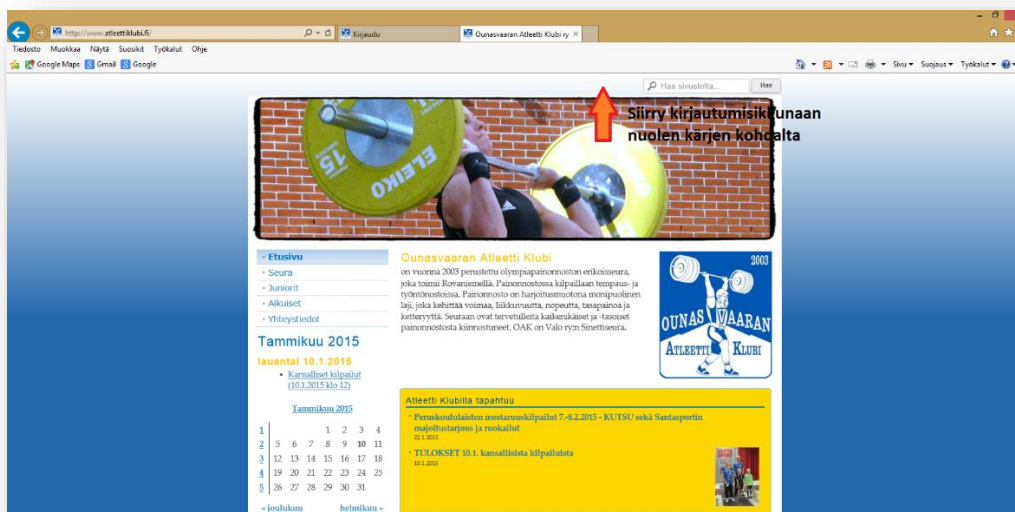 http://www.atleettiklubi.fi/
Kirjaudu
Ounasvaaran Atleetti Klubi ry
Tiedosto Muokkaa Näytä Suosikit Työkalut Ohje
Google Maps Gmail Google
Sivu Suojaus Työkalut
Hae sivustolta... Hae
Siirry kirjautumisikkunaan
nuolen kärjen kohdalta
ELEIKO
15
ELEIKO
Etusivu
Seura
Juniorit
Aikuiset
Yhteystiedot
Tammikuu 2015
lauantai 10.1.2015
Kansalliset kilpailut
(10.1.2015 klo 12)
Tammikuu 2015
1 1 2 3 4
2 5 6 7 8 9 10 11
3 12 13 14 15 16 17 18
4 19 20 21 22 23 24 25
5 26 27 28 29 30 31
« joulukuu helmikuu »
Ounasvaaran Atleetti Klubi
on vuonna 2003 perustettu olympiapainonnoston erikoisseura,
joka toimii Rovaniemellä. Painonnostossa kilpaillaan tempaus- ja
työntönostoissa. Painonnosto on harjoitusmuotona monipuolinen
laji, joka kehittää voimaa, liikkuvuutta, nopeutta, tasapainoa ja
ketteryyttä. Seuraan ovat tervetulleita kaikenikäiset ja -tasoiset
painonnostosta kiinnostuneet. OAK on Valo ry:n Sinettiseura.
2003
OUNAS VAARAN
ATLEETTI KLUBI
Atleetti Klubilla tapahtuu
Peruskoululaisten mestaruuskilpailut 7.-8.2.2015 - KUTSU sekä Santasportin
majoitustarjous ja ruokailut
22.1.2015
TULOKSET 10.1. kansallisista kilpailuista
10.1.2015